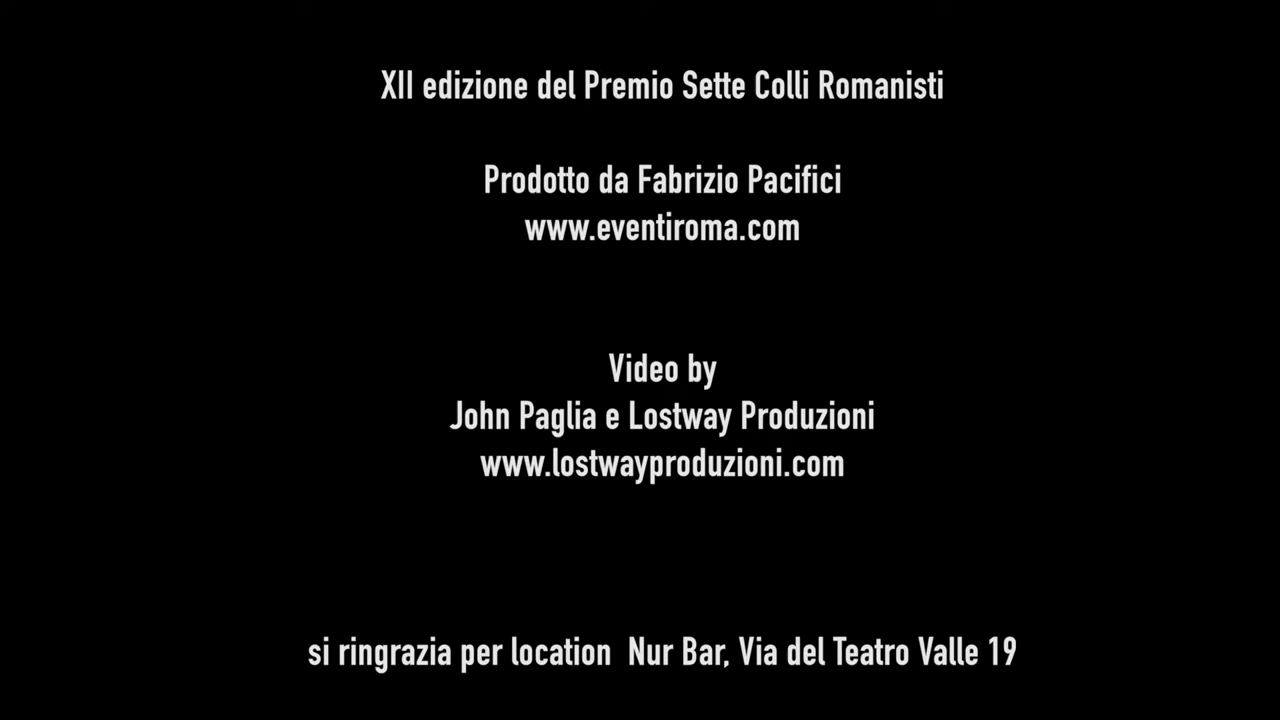 XII edizione del Premio Sette Colli Romanisti
Prodotto da Fabrizio Pacifici
www.eventiroma.com
Video by
John Paglia e Lostway Produzioni
www.lostwayproduzioni.com
si ringrazia per location Nur Bar, Via del Teatro Valle 19